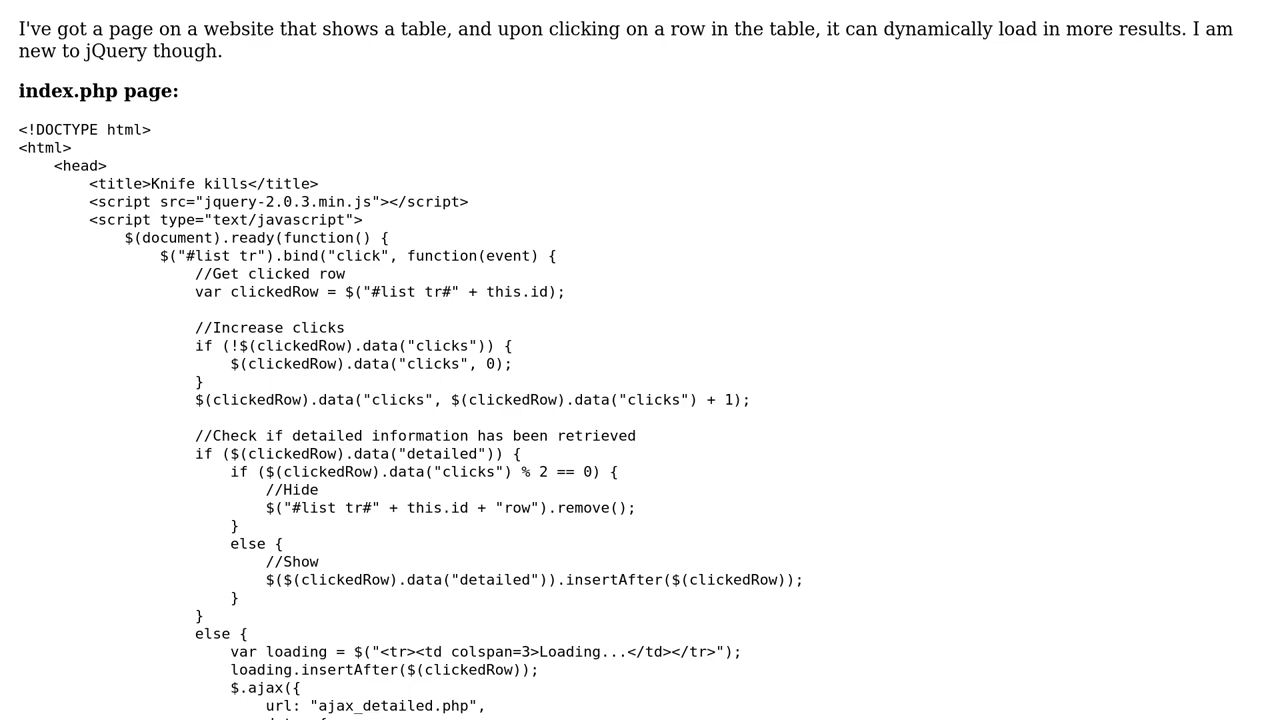 I've got a page on a website that shows a table, and upon clicking on a row in the table, it can dynamically load in more results. I am
new to jQuery though.
index.php page:
<!DOCTYPE html>
<html>
    <head>
        <title>Knife kills</title>
        <script src="jquery-2.0.3.min.js"></script>
        <script type="text/javascript">
            $(document).ready(function() {
                $("#list tr").bind("click", function(event) {
                    //Get clicked row
                    var clickedRow = $("#list tr#" + this.id);

                    //Increase clicks
                    if (!$(clickedRow).data("clicks")) {
                        $(clickedRow).data("clicks", 0);
                    }
                    $(clickedRow).data("clicks", $(clickedRow).data("clicks") + 1);

                    //Check if detailed information has been retrieved
                    if ($(clickedRow).data("detailed")) {
                        if ($(clickedRow).data("clicks") % 2 == 0) {
                            //Hide
                            $("#list tr#" + this.id + "row").remove();
                        }
                        else {
                            //Show
                            $($(clickedRow).data("detailed")).insertAfter($(clickedRow));
                        }
                    }
                    else {
                        var loading = $("<tr><td colspan=3>Loading...</td></tr>");
                        loading.insertAfter($(clickedRow));
                        $.ajax({
                            url: "ajax_detailed.php",